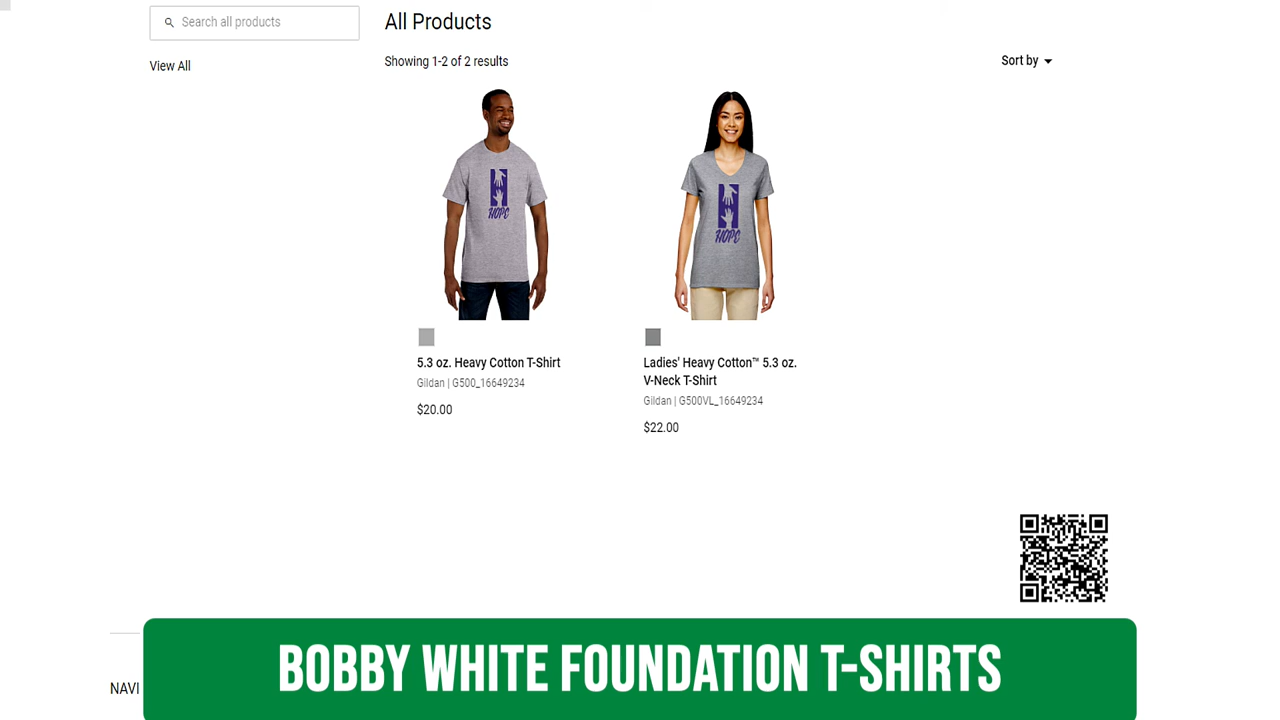 Search all products
All Products
View All
Showing 1-2 of 2 results
Sort by
HOPE
HOPE
5.3 oz. Heavy Cotton T-Shirt
Gildan | G500_16649234
$20.00
Ladies' Heavy Cotton™ 5.3 oz.
V-Neck T-Shirt
Gildan | G500VL_16649234
$22.00
NAVI
BOBBY WHITE FOUNDATION T-SHIRTS